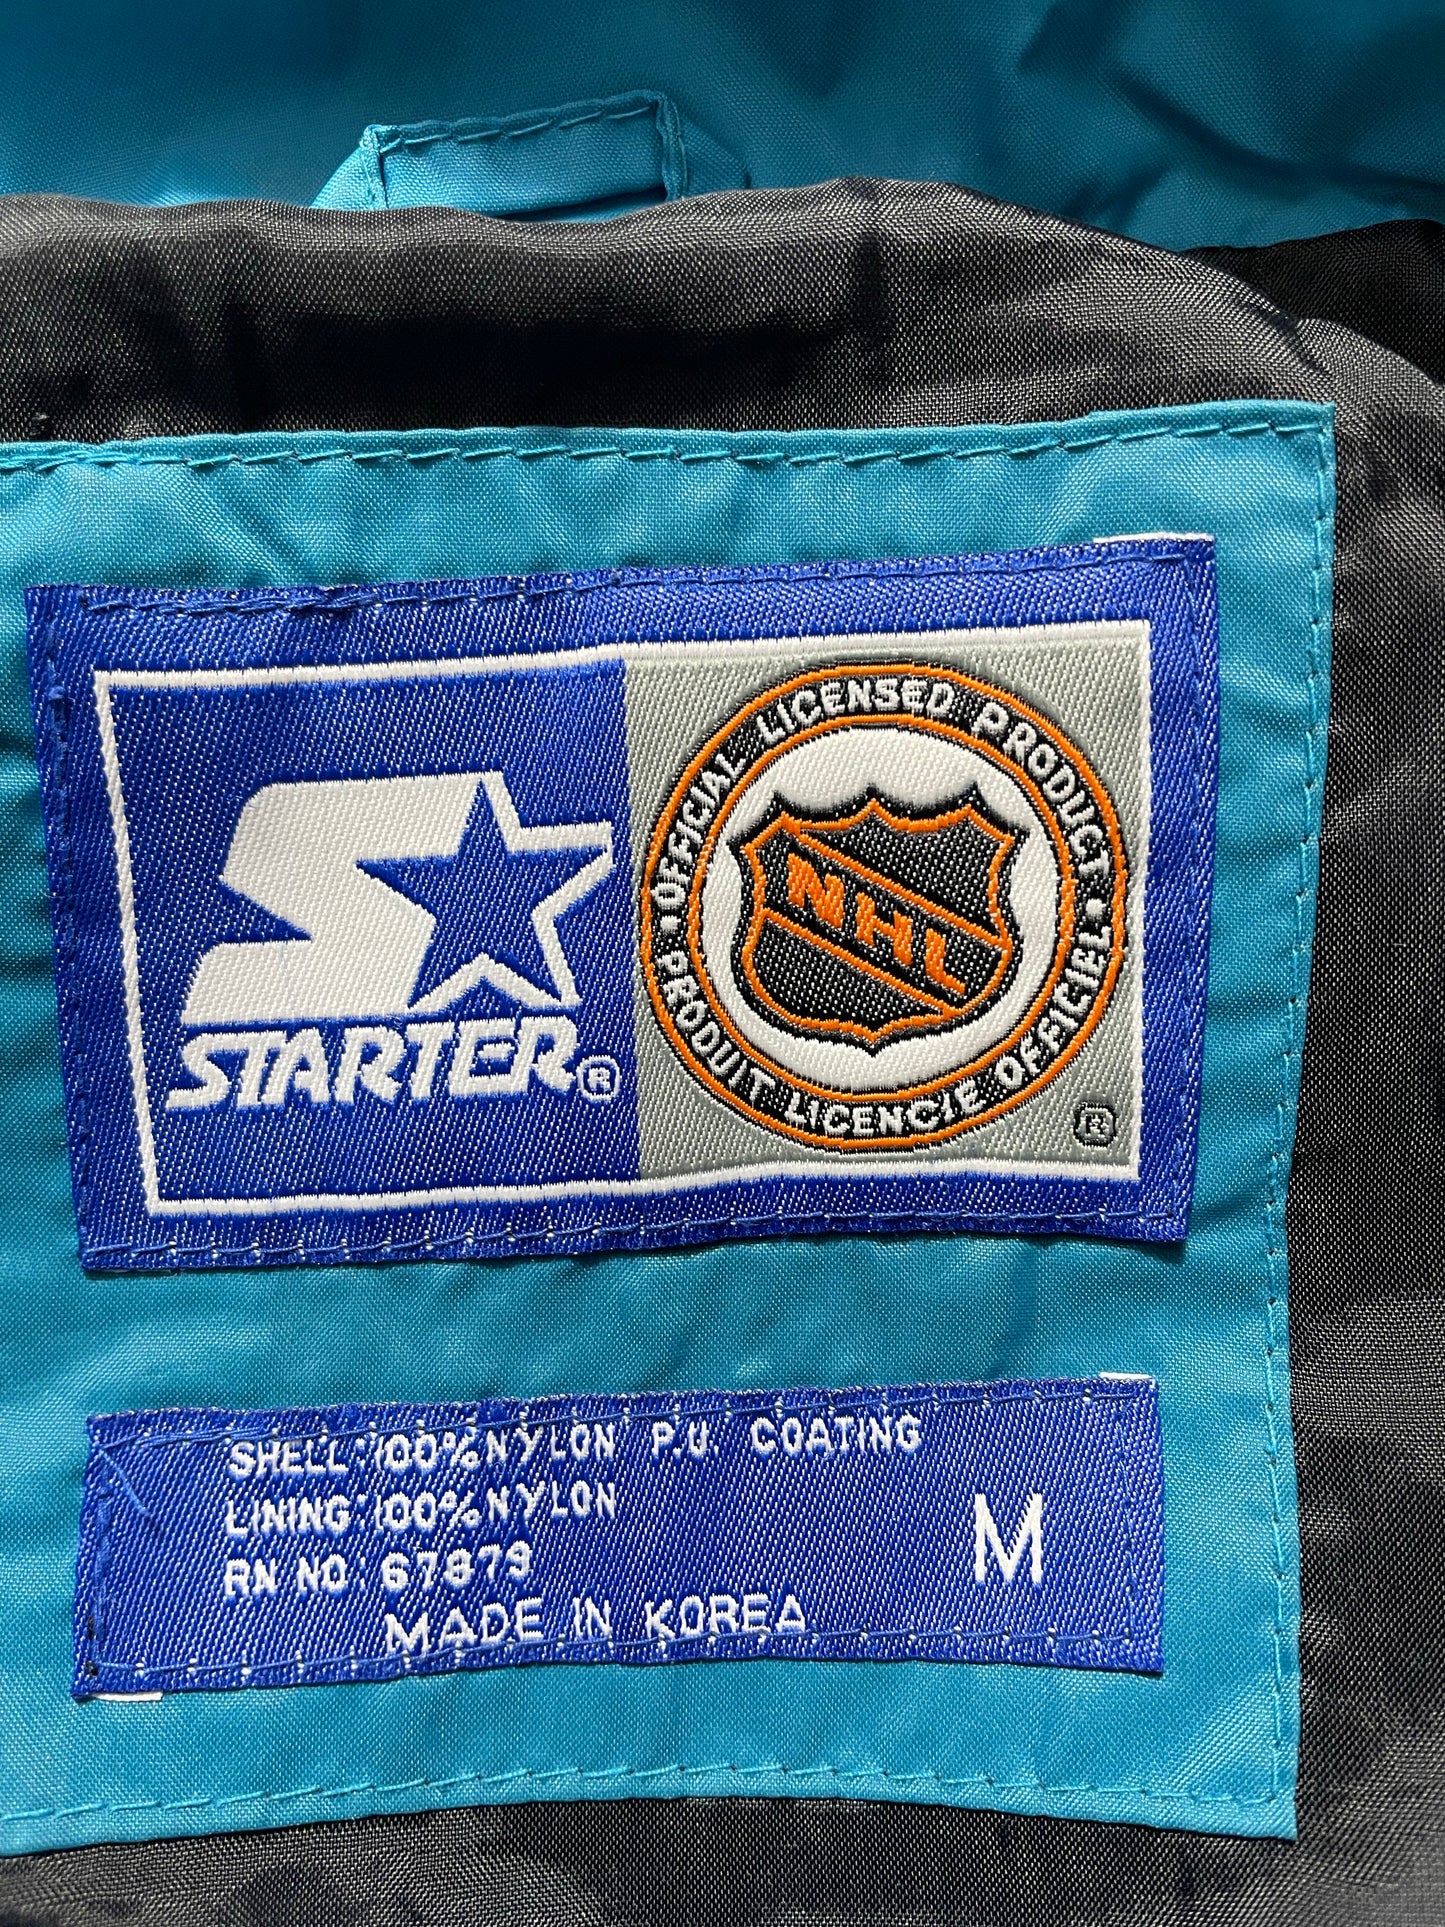 STARTER®
OFFICIAL LICENSED PRODUCT
NHL
PRODUIT LICENCIE OFFICIEL
®
SHELL:100%NYLON P.U. COATING
LINING:100%NYLON
RN NO:67979
MADE IN KOREA
M